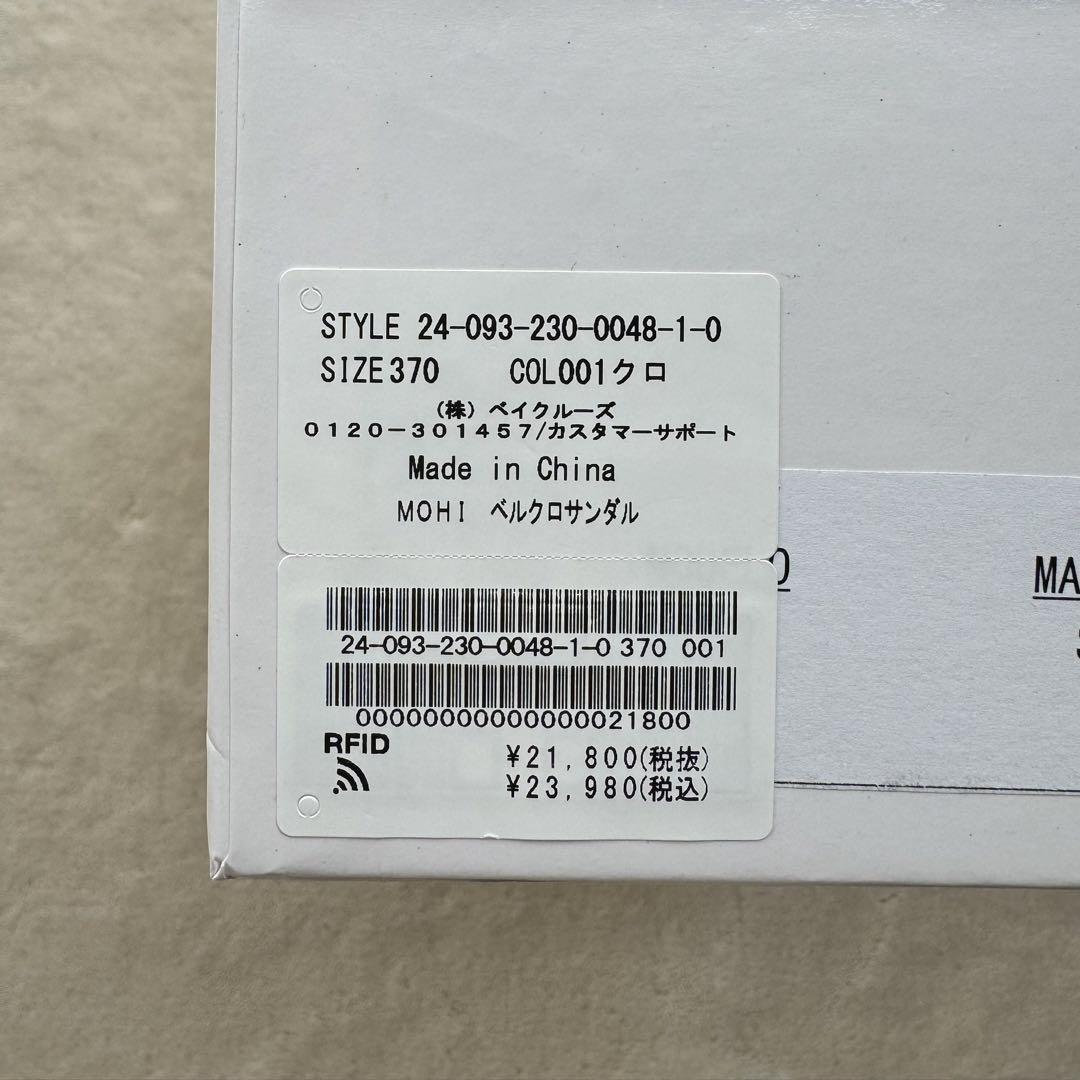 STYLE 24-093-230-0048-1-0
SIZE370 COL001クロ
(株) ベイクルーズ
0120-301457/カスタマーサポート
Made in China
MOHI ベルクロサンダル
MA
24-093-230-0048-1-0 370 001
00000000000000021800
RFID
¥21,800(税抜)
¥23,980(税込)